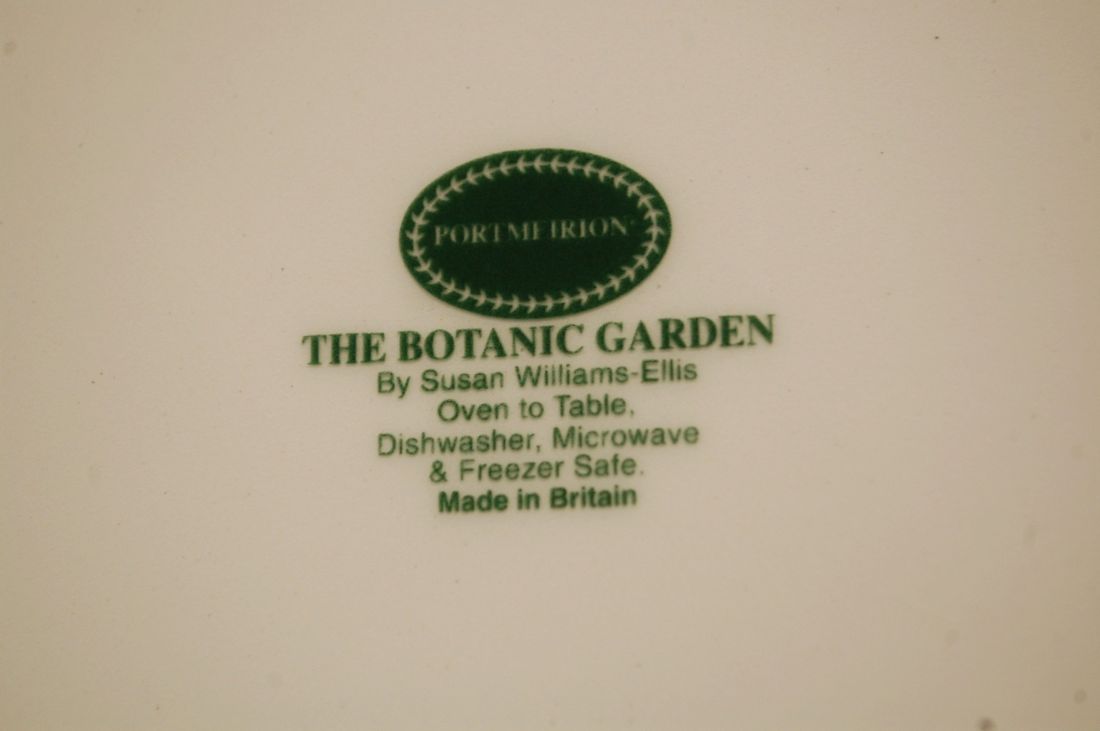 PORTMEIRION®
THE BOTANIC GARDEN
By Susan Williams-Ellis
Oven to Table,
Dishwasher, Microwave
& Freezer Safe.
Made in Britain